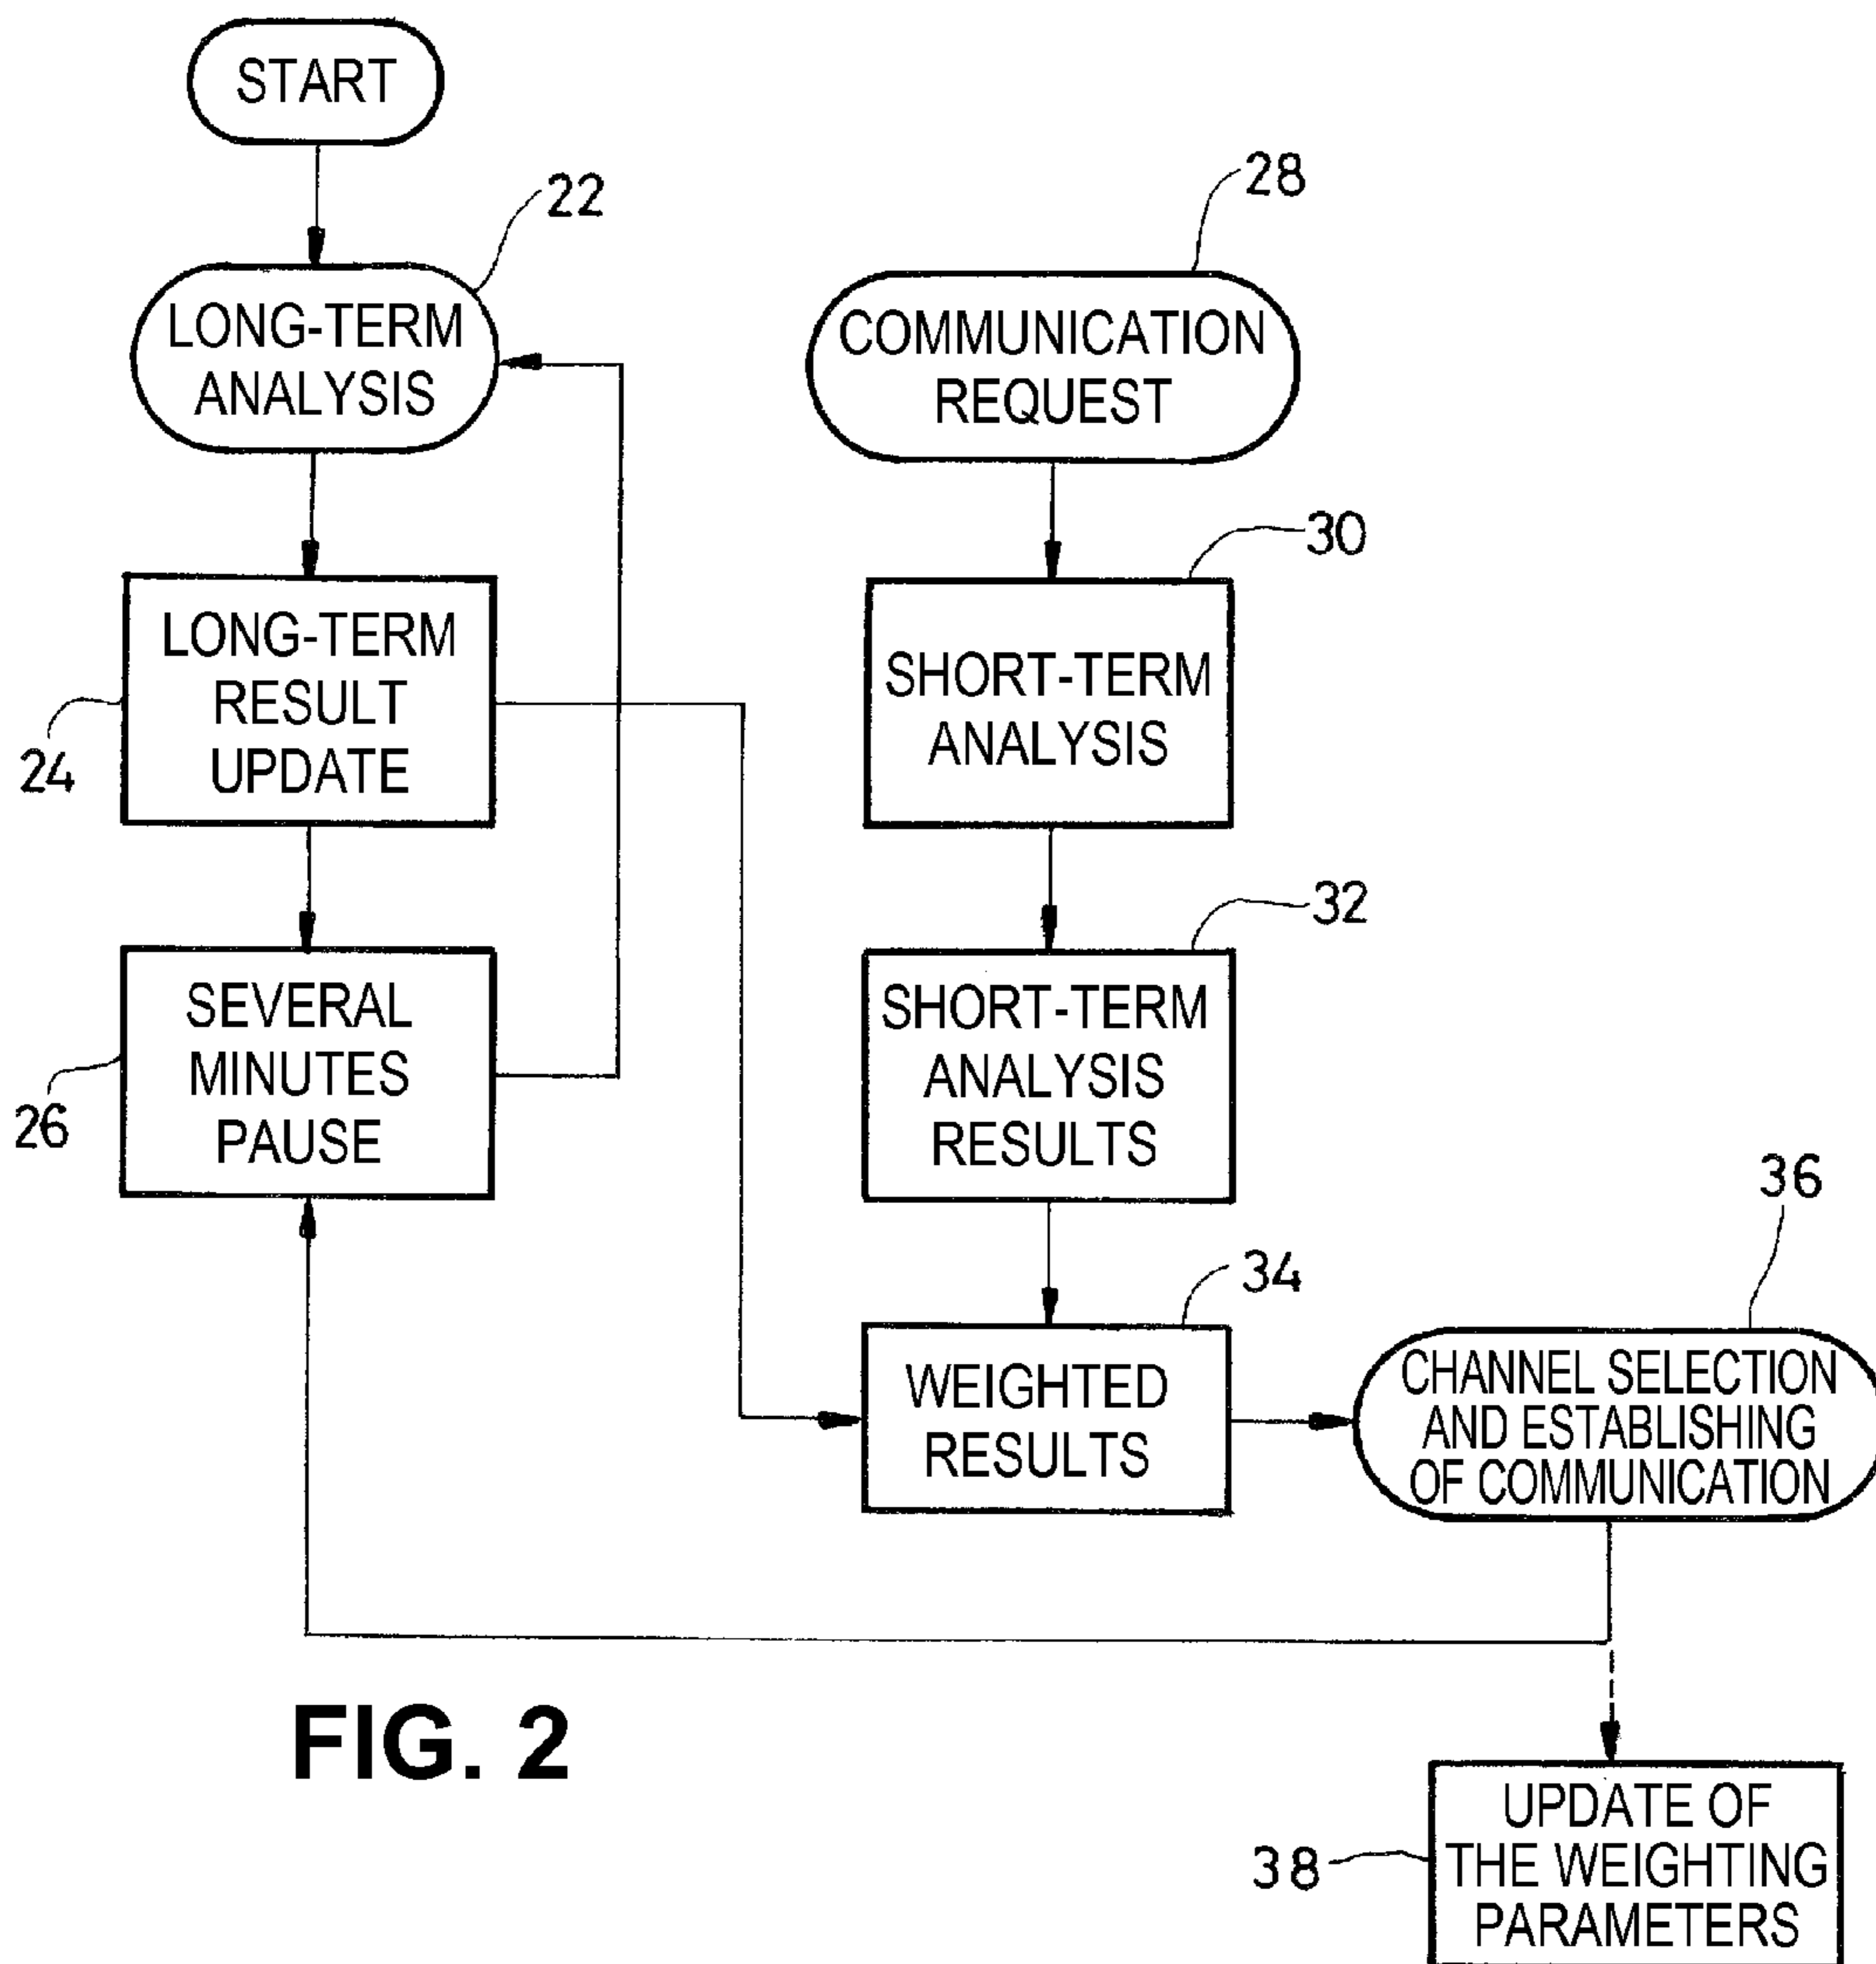 START
22
LONG-TERM
ANALYSIS
24
LONG-TERM
RESULT
UPDATE
26
SEVERAL
MINUTES
PAUSE
28
COMMUNICATION
REQUEST
30
SHORT-TERM
ANALYSIS
32
SHORT-TERM
ANALYSIS
RESULTS
34
WEIGHTED
RESULTS
36
CHANNEL SELECTION
AND ESTABLISHING
OF COMMUNICATION
38
UPDATE OF
THE WEIGHTING
PARAMETERS
FIG. 2